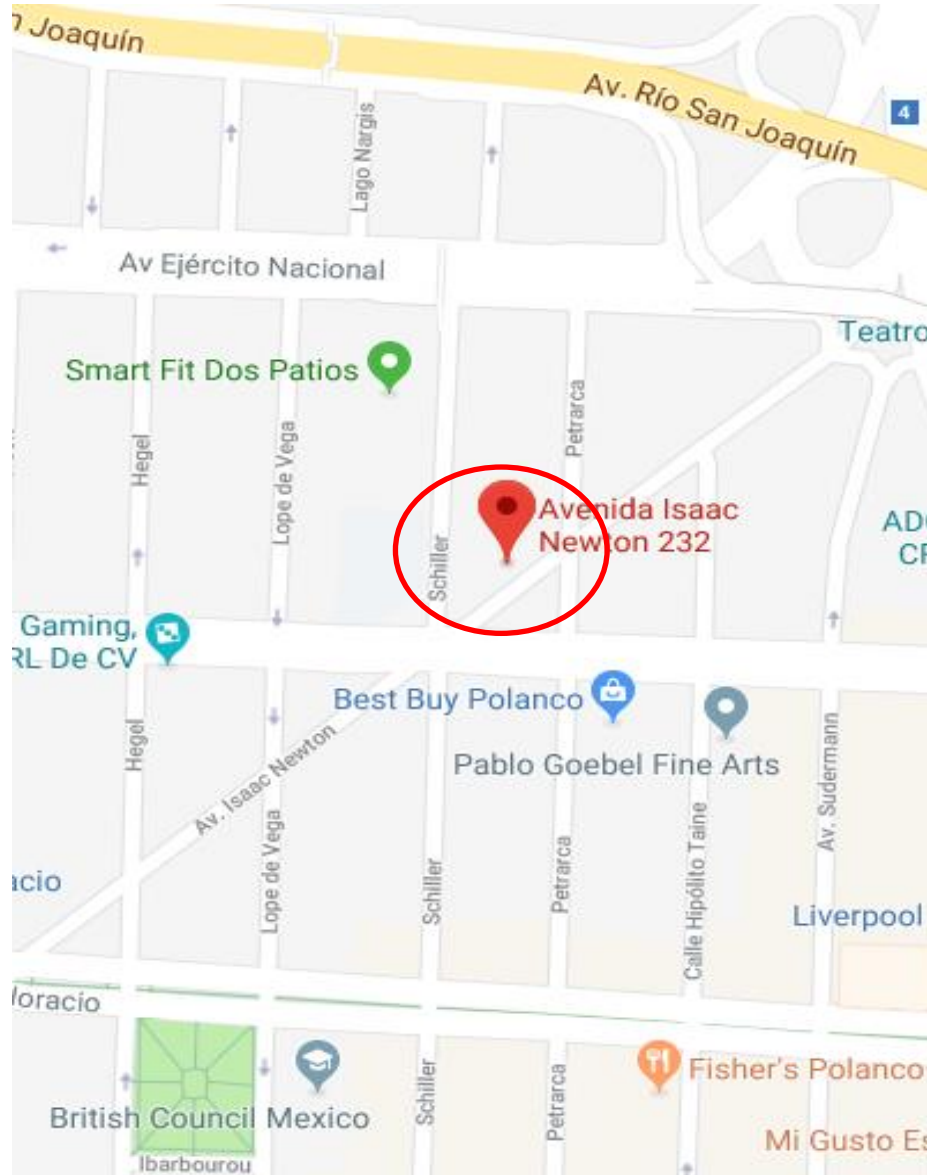 Joaquín
Av. Río San Joaquín
4
Lago Nargis
Av Ejército Nacional
Teatro
Smart Fit Dos Patios
Petrarca
Hegel
Lope de Vega
Avenida Isaac
Newton 232
Schiller
Gaming,
RL De CV
Best Buy Polanco
Hegel
Av. Isaac Newton
Pablo Goebel Fine Arts
Av. Sudermann
Lope de Vega
Schiller
Petrarca
Calle Hipólito Taine
acio
Liverpool
Horacio
British Council Mexico
Schiller
Petrarca
Fisher's Polanco
Mi Gusto Es
Ibarbourou